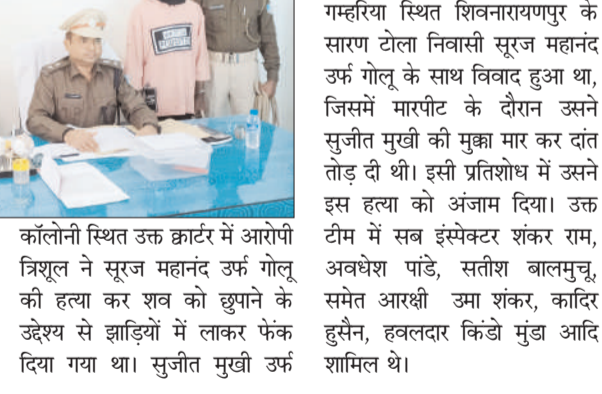 कॉलोनी स्थित उक्त क्वार्टर में आरोपी
त्रिशूल ने सूरज महानंद उर्फ गोलू
की हत्या कर शव को छुपाने के
उद्देश्य से झाड़ियों में लाकर फेंक
दिया गया था। सुजीत मुखी उर्फ
गम्हरिया स्थित शिवनारायणपुर के
सारण टोला निवासी सूरज महानंद
उर्फ गोलू के साथ विवाद हुआ था,
जिसमें मारपीट के दौरान उसने
सुजीत मुखी की मुक्का मार कर दांत
तोड़ दी थी। इसी प्रतिशोध में उसने
इस हत्या को अंजाम दिया। उक्त
टीम में सब इंस्पेक्टर शंकर राम,
अवधेश पांडे, सतीश बालमुचू,
समेत आरक्षी उमा शंकर, कादिर
हुसैन, हवलदार किंडो मुंडा आदि
शामिल थे।